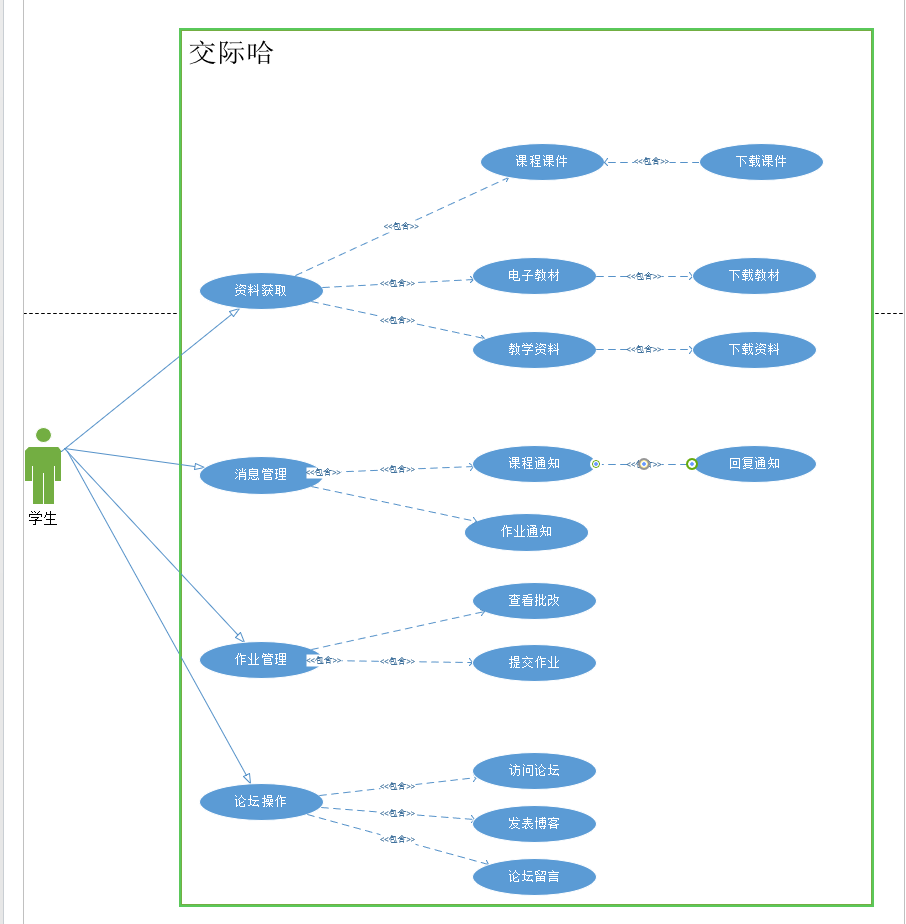 交际哈
课程课件
<<包含>>
下载课件
<<包含>>
资料获取
<<包含>>
电子教材
<<包含>>
下载教材
<<包含>>
教学资料
<<包含>>
下载资料
学生
消息管理
<<包含>>
<<包含>>
课程通知
<<包含>>
回复通知
作业通知
查看批改
作业管理
<<包含>>
<<包含>>
提交作业
访问论坛
<<包含>>
论坛操作
<<包含>>
发表博客
<<包含>>
论坛留言